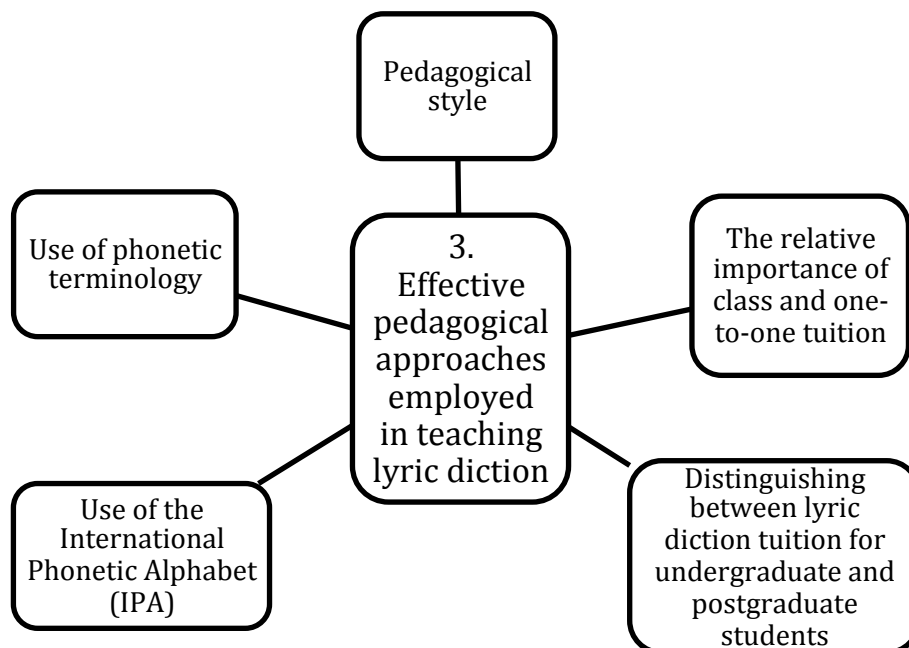 Pedagogical
style
Use of phonetic
terminology
3.
Effective
pedagogical
approaches
employed
in teaching
lyric diction
The relative
importance of
class and one-
to-one tuition
Use of the
International
Phonetic Alphabet
(IPA)
Distinguishing
between lyric
diction tuition for
undergraduate and
postgraduate
students